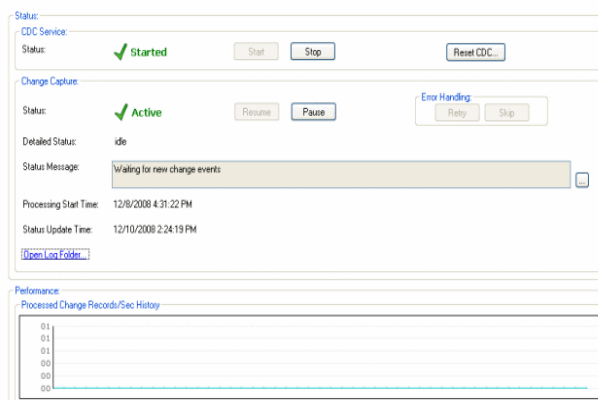 Status:
CDC Service:
Status: Started Start Stop Reset CDC...
Change Capture:
Error Handling:
Status: Active Resume Pause Retry Skip
Detailed Status: idle
Status Message: Waiting for new change events ...
Processing Start Time: 12/8/2008 4:31:22 PM
Status Update Time: 12/10/2008 2:24:19 PM
Open Log Folder...
Performance:
Processed Change Records/Sec History
01
01
01
00
00
00